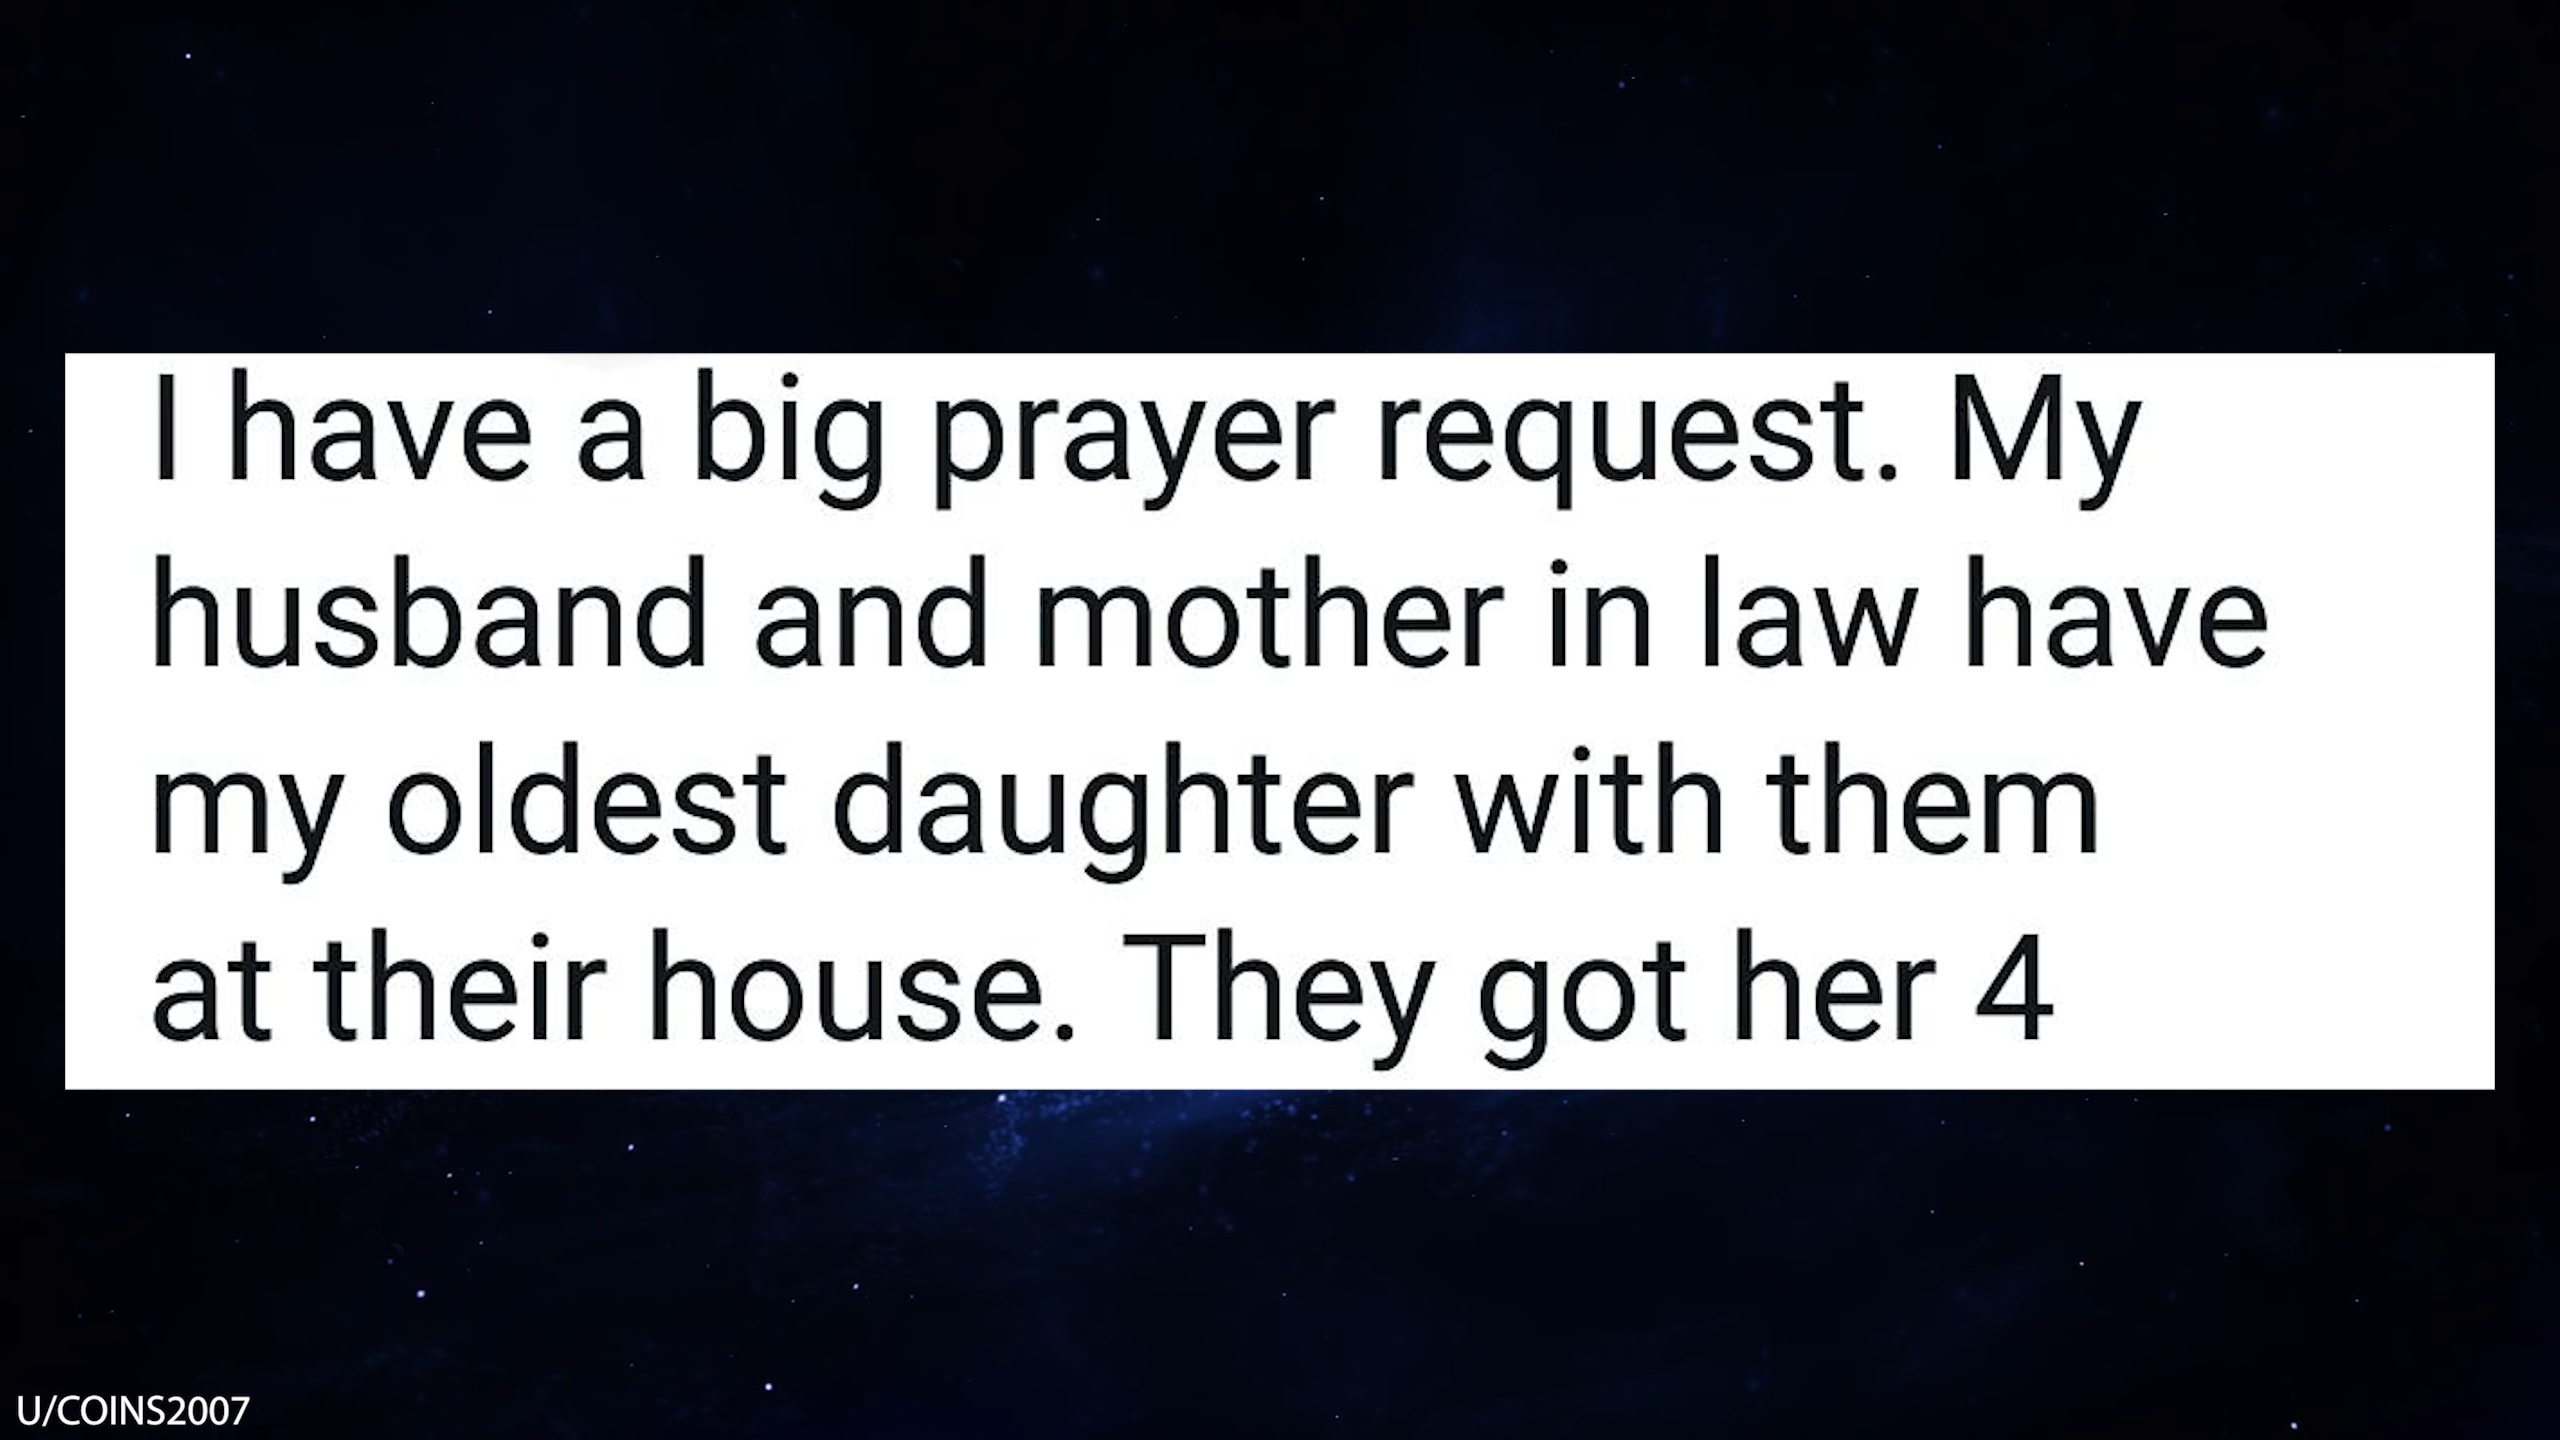 I have a big prayer request. My
husband and mother in law have
my oldest daughter with them
at their house. They got her 4
U/COINS2007